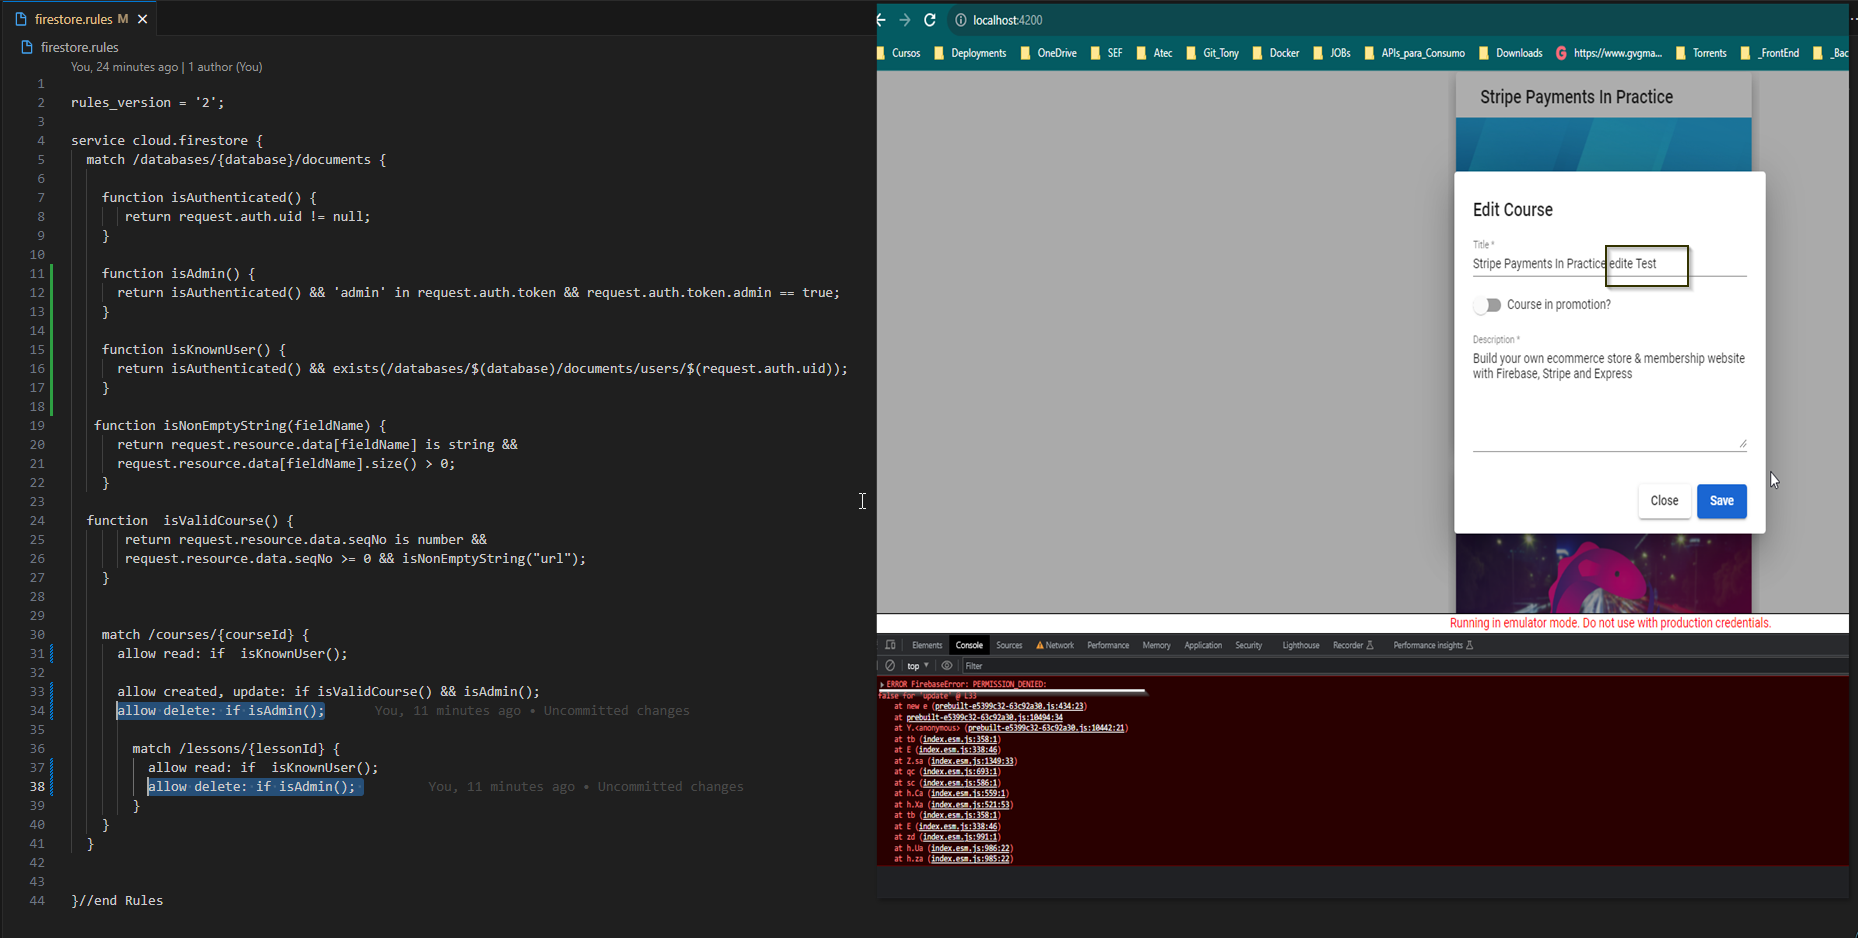 firestore.rules M ✕
firestore.rules
You, 24 minutes ago | 1 author (You)
1
2 rules_version = '2';
3
4 service cloud.firestore {
5 match /databases/{database}/documents {
6
7 function isAuthenticated() {
8 return request.auth.uid != null;
9 }
10
11 function isAdmin() {
12 return isAuthenticated() && 'admin' in request.auth.token && request.auth.token.admin == true;
13 }
14
15 function isKnownUser() {
16 return isAuthenticated() && exists(/databases/$(database)/documents/users/$(request.auth.uid));
17 }
18
19 function isNonEmptyString(fieldName) {
20 return request.resource.data[fieldName] is string &&
21 request.resource.data[fieldName].size() > 0;
22 }
23
24 function  isValidCourse() {
25 return request.resource.data.seqNo is number &&
26 request.resource.data.seqNo >= 0 && isNonEmptyString("url");
27 }
28
29
30 match /courses/{courseId} {
31 allow read: if  isKnownUser();
32
33 allow created, update: if isValidCourse() && isAdmin();
34 allow delete: if isAdmin(); You, 11 minutes ago • Uncommitted changes
35
36 match /lessons/{lessonId} {
37 allow read: if  isKnownUser();
38 allow delete: if isAdmin(); You, 11 minutes ago • Uncommitted changes
39 }
40 }
41 }
42
43
44 }//end Rules
localhost:4200
Cursos Deployments OneDrive SEF Atec Git_Tony Docker JOBs APIs_para_Consumo Downloads https://www.gvgma... Torrents _FrontEnd _Bac
Stripe Payments In Practice
Edit Course
Title *
Stripe Payments In Practice edite Test
Course in promotion?
Description *
Build your own ecommerce store & membership website
with Firebase, Stripe and Express
Close Save
Running in emulator mode. Do not use with production credentials.
Elements Console Sources Network Performance Memory Application Security Lighthouse Recorder Performance insights
top Filter
ERROR FirebaseError: PERMISSION_DENIED:
false for 'update' @ L33
at new e (prebuilt-e5399c32-63c92a30.js:434:23)
at prebuilt-e5399c32-63c92a30.js:10494:34
at Y.<anonymous> (prebuilt-e5399c32-63c92a30.js:10442:21)
at tb (index.esm.js:358:1)
at E (index.esm.js:338:46)
at Z.sa (index.esm.js:1349:33)
at qc (index.esm.js:693:1)
at sc (index.esm.js:586:1)
at h.Ca (index.esm.js:559:1)
at h.Xa (index.esm.js:521:53)
at tb (index.esm.js:358:1)
at E (index.esm.js:338:46)
at zd (index.esm.js:991:1)
at h.Ua (index.esm.js:986:22)
at h.za (index.esm.js:985:22)